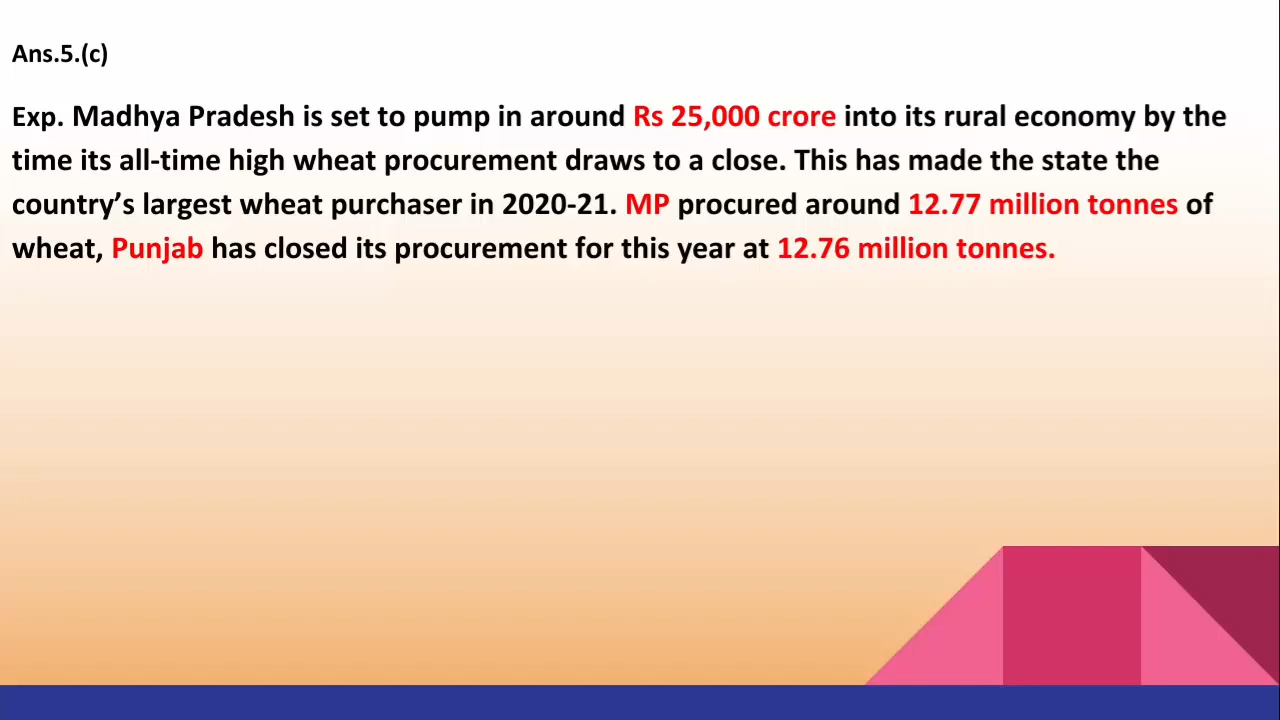 Ans.5.(c)
Exp. Madhya Pradesh is set to pump in around Rs 25,000 crore into its rural economy by the
time its all-time high wheat procurement draws to a close. This has made the state the
country’s largest wheat purchaser in 2020-21. MP procured around 12.77 million tonnes of
wheat, Punjab has closed its procurement for this year at 12.76 million tonnes.